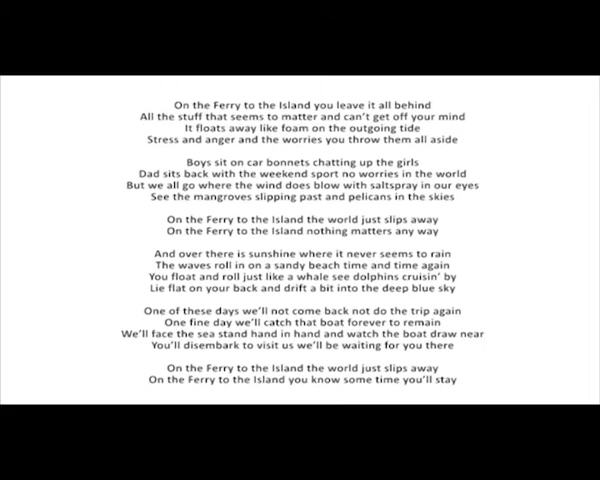 On the Ferry to the Island you leave it all behind
All the stuff that seems to matter and can't get off your mind
It floats away like foam on the outgoing tide
Stress and anger and the worries you throw them all aside
Boys sit on car bonnets chatting up the girls
Dad sits back with the weekend sport no worries in the world
But we all go where the wind does blow with saltspray in our eyes
See the mangroves slipping past and pelicans in the skies
On the Ferry to the Island the world just slips away
On the Ferry to the Island nothing matters any way
And over there is sunshine where it never seems to rain
The waves roll in on a sandy beach time and time again
You float and roll just like a whale see dolphins cruisin' by
Lie flat on your back and drift a bit into the deep blue sky
One of these days we'll not come back not do the trip again
One fine day we'll catch that boat forever to remain
We'll face the sea stand hand in hand and watch the boat draw near
You'll disembark to visit us we'll be waiting for you there
On the Ferry to the Island the world just slips away
On the Ferry to the Island you know some time you'll stay